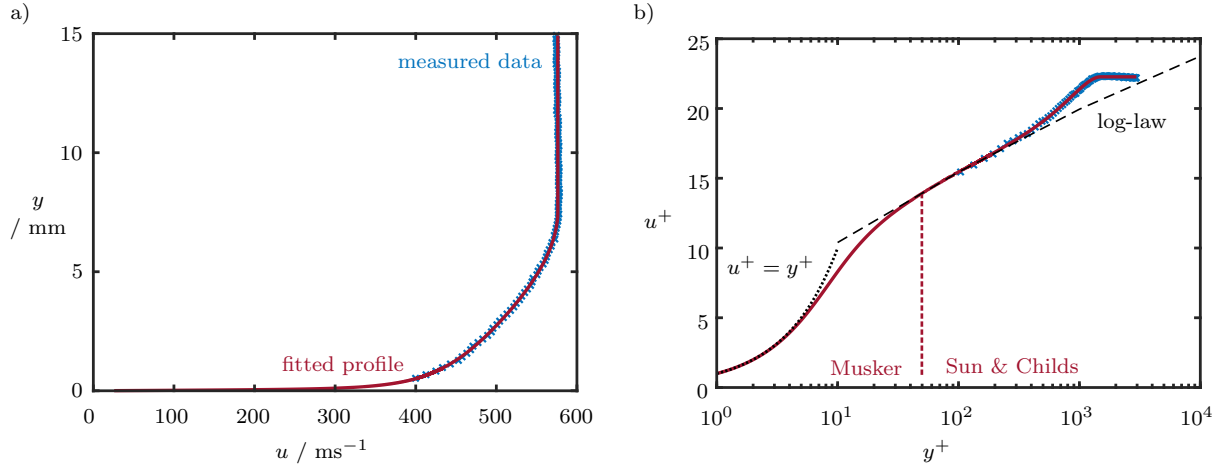 a)
15
10
5
0
y
/ mm
measured data
fitted profile
0 100 200 300 400 500 600
u / ms⁻¹
b)
25
20
15
10
5
0
u⁺
log-law
u⁺ = y⁺
Musker
Sun & Childs
10⁰ 10¹ 10² 10³ 10⁴
y⁺